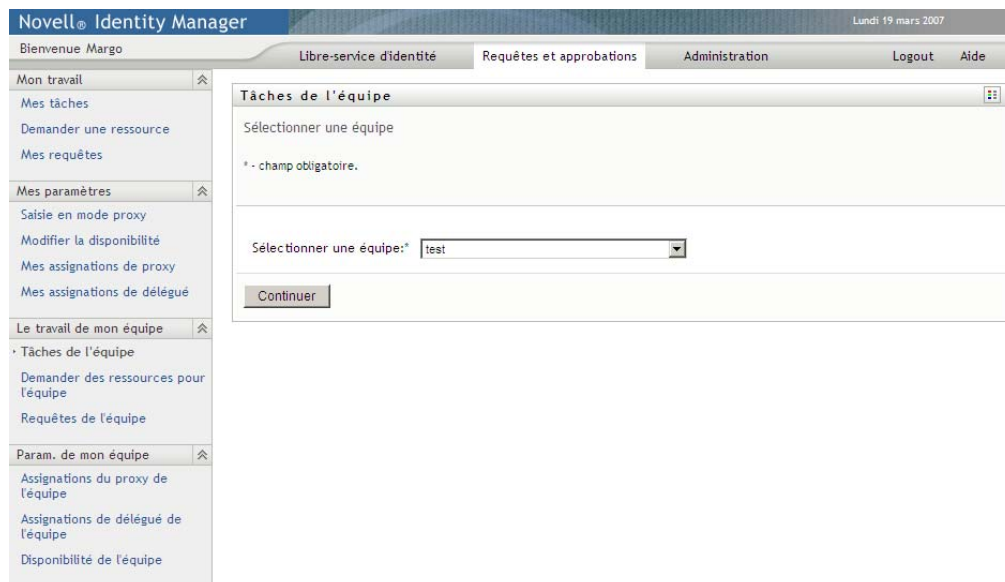 Novell® Identity Manager
Lundi 19 mars 2007
Bienvenue Margo
Libre-service d'identité
Requêtes et approbations
Administration
Logout
Aide
Mon travail
Mes tâches
Demander une ressource
Mes requêtes
Mes paramètres
Saisie en mode proxy
Modifier la disponibilité
Mes assignations de proxy
Mes assignations de délégué
Le travail de mon équipe
Tâches de l'équipe
Demander des ressources pour
l'équipe
Requêtes de l'équipe
Param. de mon équipe
Assignations du proxy de
l'équipe
Assignations de délégué de
l'équipe
Disponibilité de l'équipe
Tâches de l'équipe
Sélectionner une équipe
* - champ obligatoire.
Sélectionner une équipe:* test
Continuer